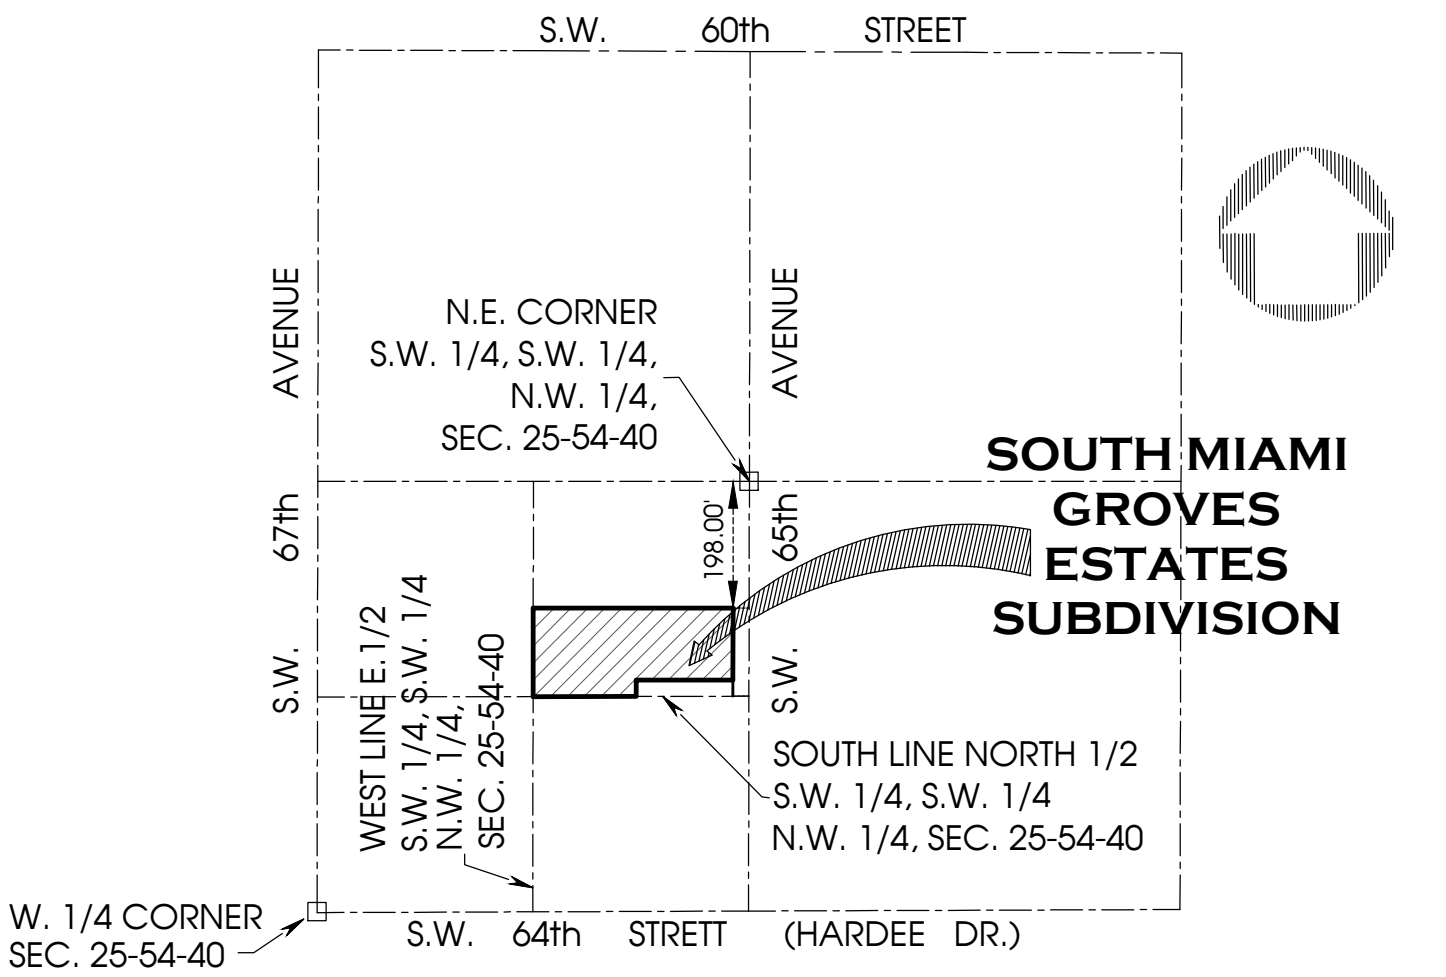 S.W. 60th STREET
AVENUE
AVENUE
N.E. CORNER
S.W. 1/4, S.W. 1/4,
N.W. 1/4,
SEC. 25-54-40
SOUTH MIAMI
GROVES
ESTATES
SUBDIVISION
67th
198.00'
65th
WEST LINE E.1/2
S.W. 1/4, S.W. 1/4
N.W. 1/4,
SEC. 25-54-40
S.W.
S.W.
SOUTH LINE NORTH 1/2
S.W. 1/4, S.W. 1/4
N.W. 1/4, SEC. 25-54-40
W. 1/4 CORNER
SEC. 25-54-40
S.W. 64th STRETT (HARDEE DR.)